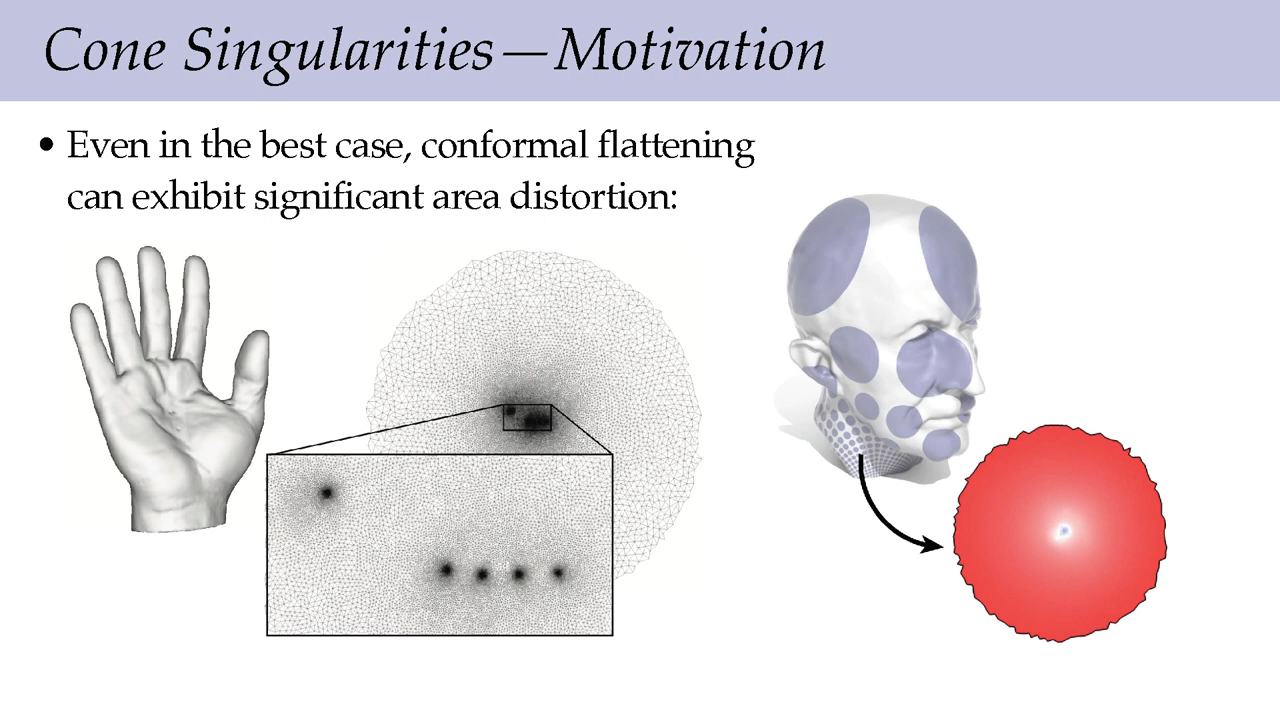 Cone Singularities—Motivation
• Even in the best case, conformal flattening
can exhibit significant area distortion: